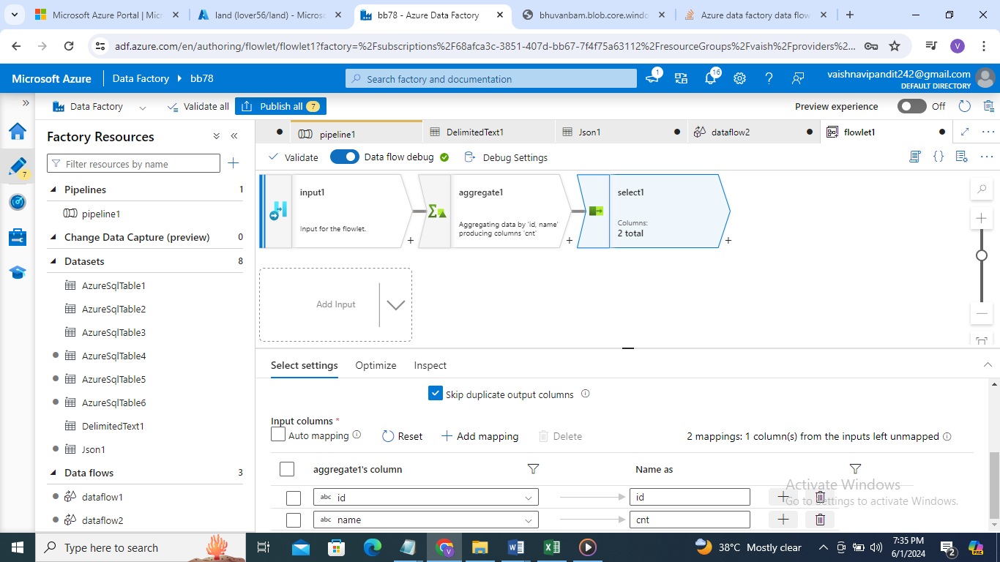 Microsoft Azure Portal | Mic
land (lover56/land) - Micros
bb78 - Azure Data Factory
bhuvanbam.blob.core.windo
Azure data factory data flow
adf.azure.com/en/authoring/flowlet/flowlet1?factory=%2Fsubscriptions%2F68afca3c-3851-407d-bb67-7f4f75a63112%2FresourceGroups%2Fvaish%2Fproviders%2...
V
Microsoft Azure
Data Factory
bb78
Search factory and documentation
1
16
vaishnavipandit242@gmail.com
DEFAULT DIRECTORY
Data Factory
Validate all
Publish all
7
Preview experience
Off
Factory Resources
pipeline1
DelimitedText1
Json1
dataflow2
flowlet1
Filter resources by name
Validate
Data flow debug
Debug Settings
7
Pipelines
1
pipeline1
Change Data Capture (preview)
0
Datasets
8
AzureSqlTable1
AzureSqlTable2
AzureSqlTable3
AzureSqlTable4
AzureSqlTable5
AzureSqlTable6
DelimitedText1
Json1
Data flows
3
dataflow1
dataflow2
input1
Input for the flowlet.
aggregate1
Aggregating data by 'id, name'
producing columns 'cnt'
select1
Columns:
2 total
Add Input
Select settings
Optimize
Inspect
Skip duplicate output columns
Input columns *
Auto mapping
Reset
Add mapping
Delete
2 mappings: 1 column(s) from the inputs left unmapped
aggregate1's column
Name as
abc id
id
abc name
cnt
Activate Windows
Go to Settings to activate Windows.
Type here to search
38°C Mostly clear
7:35 PM
6/1/2024
2